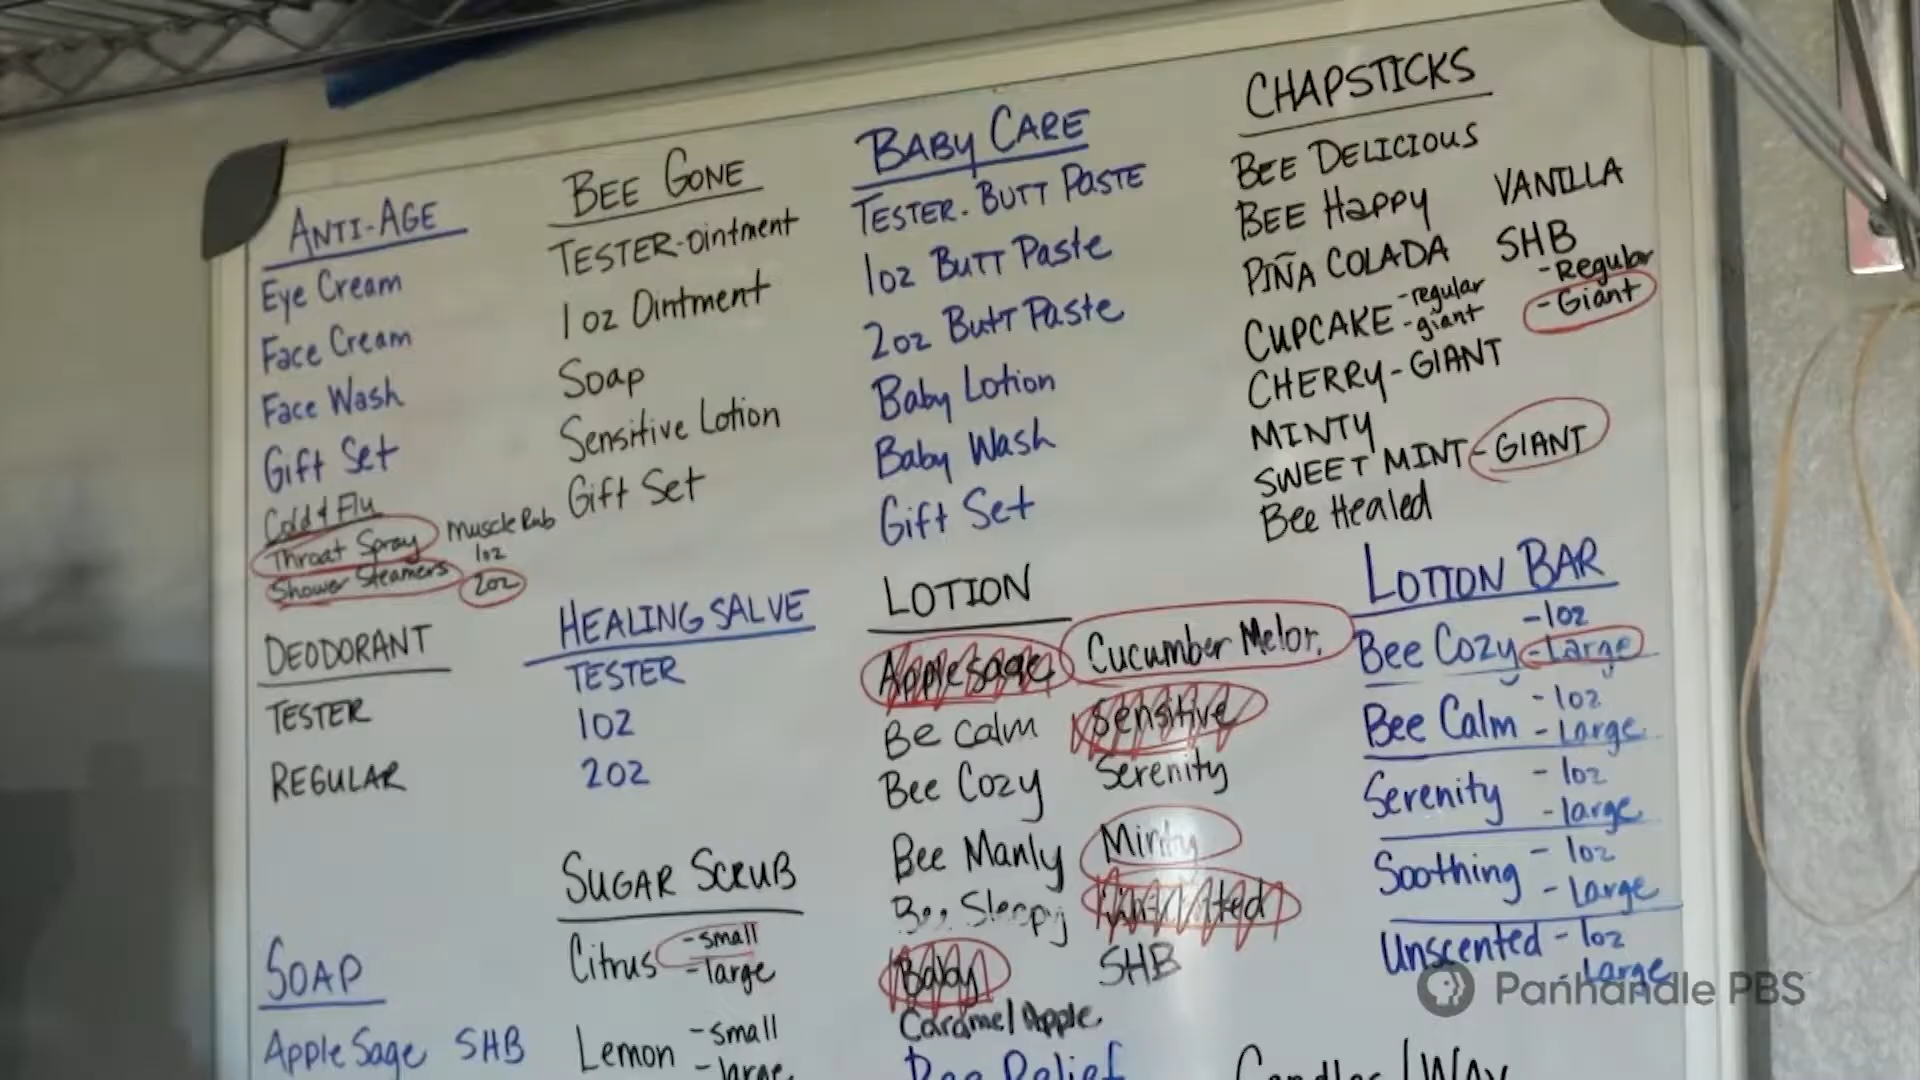 ANTI-AGE
Eye Cream
Face Cream
Face Wash
Gift Set
Cold & Flu
Throat Spray
Shower Steamers
Muscle Rub
1oz
2oz
BEE GONE
TESTER-Ointment
1oz Ointment
Soap
Sensitive Lotion
Gift Set
BABY CARE
TESTER-BUTT PASTE
1oz BUTT Paste
2oz BUTT Paste
Baby Lotion
Baby Wash
Gift Set
CHAPSTICKS
BEE DELICIOUS
BEE Happy
PIÑA COLADA
CUPCAKE -regular
-giant
CHERRY-GIANT
MINTY
SWEET MINT-GIANT
Bee Healed
VANILLA
SHB
-Regular
-Giant
DEODORANT
TESTER
REGULAR
HEALING SALVE
TESTER
1OZ
2OZ
LOTION
Applesage
Be Calm
Bee Cozy
Bee Manly
Bee Sleepy
Baby
Caramel Apple
Cucumber Melon
Sensitive
Serenity
Minty
SHB
LOTION BAR
Bee Cozy -1oz
-Large
Bee Calm -1oz
-Large
Serenity -1oz
-large
Soothing -1oz
-Large
Unscented -1oz
Large
SOAP
Apple Sage SHB
SUGAR SCRUB
Citrus -small
-large
Lemon -small
-large
Bee Relief
Panhandle PBS